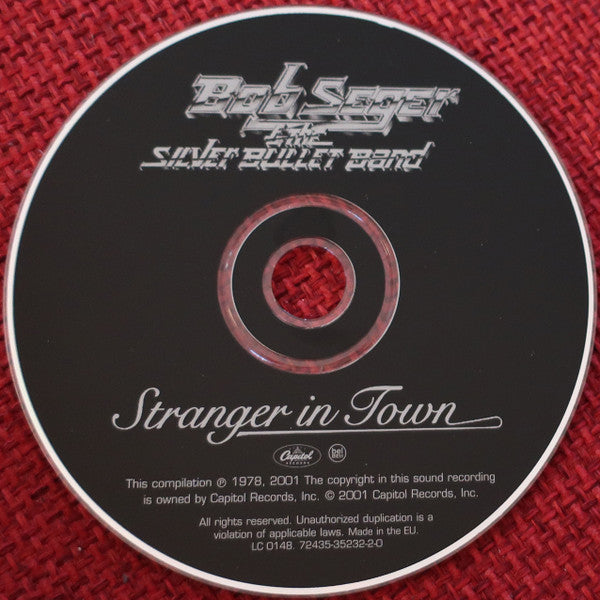 Bob Seger
& the
Silver Bullet Band
Stranger in Town
Capitol
RECORDS
This compilation ℗ 1978, 2001 The copyright in this sound recording
is owned by Capitol Records, Inc. © 2001 Capitol Records, Inc.
All rights reserved. Unauthorized duplication is a
violation of applicable laws. Made in the EU.
LC 0148. 72435-35232-2-0